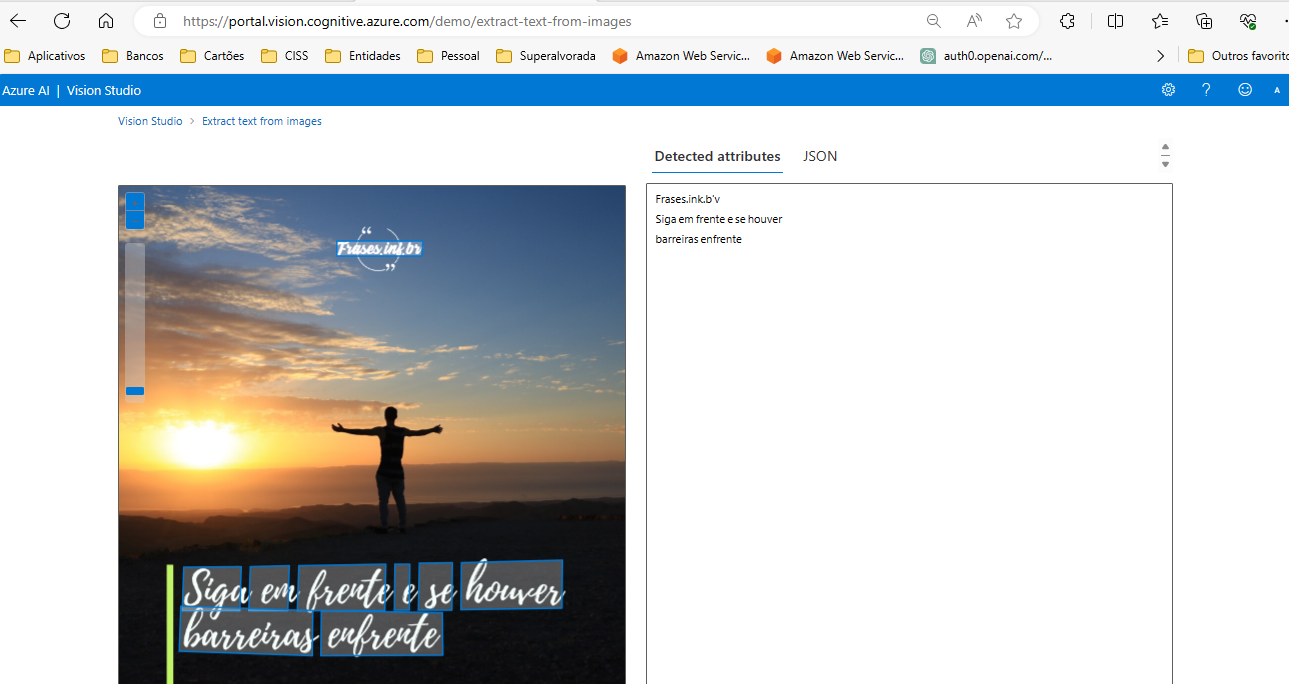 https://portal.vision.cognitive.azure.com/demo/extract-text-from-images
Aplicativos Bancos Cartões CISS Entidades Pessoal Superalvorada Amazon Web Servic... Amazon Web Servic... auth0.openai.com/... Outros favorito
Azure AI | Vision Studio
A
Vision Studio > Extract text from images
Detected attributes JSON
“
Frases.ink.br
”
Siga em frente e se houver
barreiras enfrente
Frases.ink.b'v
Siga em frente e se houver
barreiras enfrente